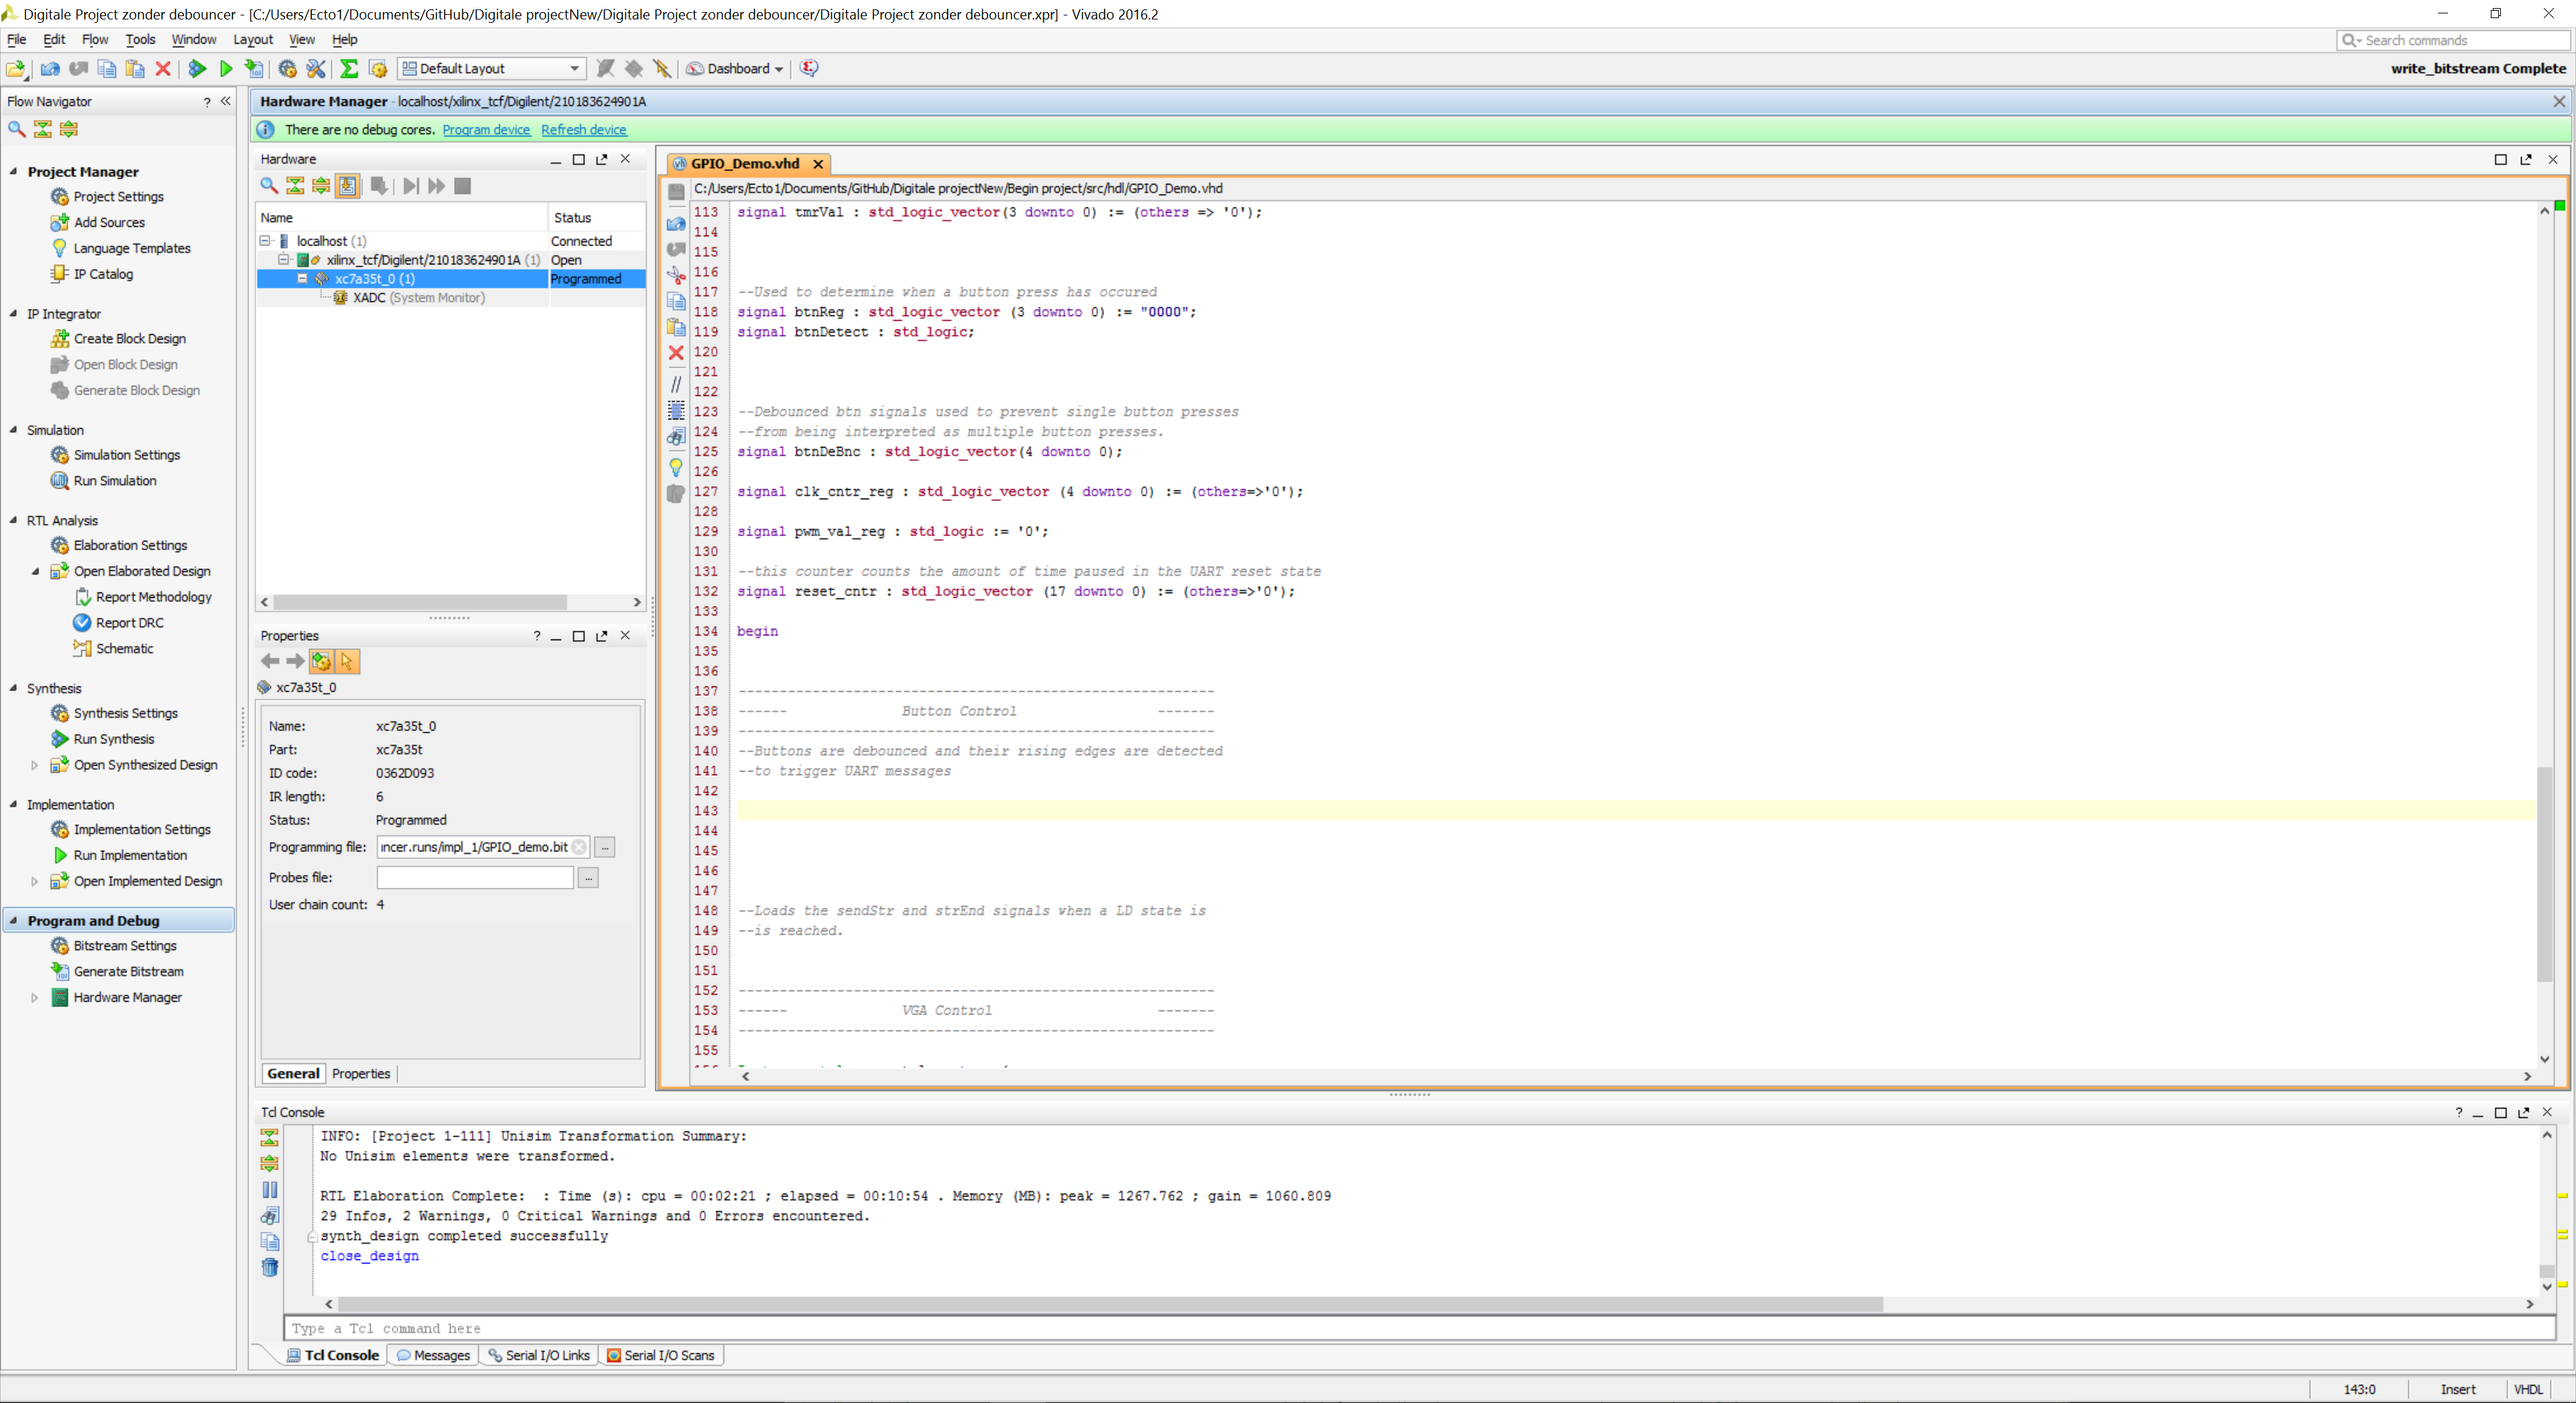 Digitale Project zonder debouncer - [C:/Users/Ecto1/Documents/GitHub/Digitale projectNew/Digitale Project zonder debouncer/Digitale Project zonder debouncer.xpr] - Vivado 2016.2
File Edit Flow Tools Window Layout View Help
Search commands
Default Layout
Dashboard
write_bitstream Complete
Flow Navigator
?
Project Manager
Project Settings
Add Sources
Language Templates
IP Catalog
IP Integrator
Create Block Design
Open Block Design
Generate Block Design
Simulation
Simulation Settings
Run Simulation
RTL Analysis
Elaboration Settings
Open Elaborated Design
Report Methodology
Report DRC
Schematic
Synthesis
Synthesis Settings
Run Synthesis
Open Synthesized Design
Implementation
Implementation Settings
Run Implementation
Open Implemented Design
Program and Debug
Bitstream Settings
Generate Bitstream
Hardware Manager
Hardware Manager - localhost/xilinx_tcf/Digilent/210183624901A
There are no debug cores. Program device Refresh device
Hardware
Name Status
localhost (1) Connected
xilinx_tcf/Digilent/210183624901A (1) Open
xc7a35t_0 (1) Programmed
XADC (System Monitor)
Properties
?
xc7a35t_0
Name: xc7a35t_0
Part: xc7a35t
ID code: 0362D093
IR length: 6
Status: Programmed
Programming file: ıncer.runs/impl_1/GPIO_demo.bit ...
Probes file: ...
User chain count: 4
General Properties
GPIO_Demo.vhd
C:/Users/Ecto1/Documents/GitHub/Digitale projectNew/Begin project/src/hdl/GPIO_Demo.vhd
113 signal tmrVal : std_logic_vector(3 downto 0) := (others => '0');
114
115
116
117 --Used to determine when a button press has occured
118 signal btnReg : std_logic_vector (3 downto 0) := "0000";
119 signal btnDetect : std_logic;
120
121
122
123 --Debounced btn signals used to prevent single button presses
124 --from being interpreted as multiple button presses.
125 signal btnDeBnc : std_logic_vector(4 downto 0);
126
127 signal clk_cntr_reg : std_logic_vector (4 downto 0) := (others=>'0');
128
129 signal pwm_val_reg : std_logic := '0';
130
131 --this counter counts the amount of time paused in the UART reset state
132 signal reset_cntr : std_logic_vector (17 downto 0) := (others=>'0');
133
134 begin
135
136
137 ----------------------------------------------------------
138 ------ Button Control -------
139 ----------------------------------------------------------
140 --Buttons are debounced and their rising edges are detected
141 --to trigger UART messages
142
143
144
145
146
147
148 --Loads the sendStr and strEnd signals when a LD state is
149 --is reached.
150
151
152 ----------------------------------------------------------
153 ------ VGA Control -------
154 ----------------------------------------------------------
155
Tcl Console
?
INFO: [Project 1-111] Unisim Transformation Summary:
No Unisim elements were transformed.
RTL Elaboration Complete: : Time (s): cpu = 00:02:21 ; elapsed = 00:10:54 . Memory (MB): peak = 1267.762 ; gain = 1060.809
29 Infos, 2 Warnings, 0 Critical Warnings and 0 Errors encountered.
synth_design completed successfully
close_design
Type a Tcl command here
Tcl Console Messages Serial I/O Links Serial I/O Scans
143:0 Insert VHDL